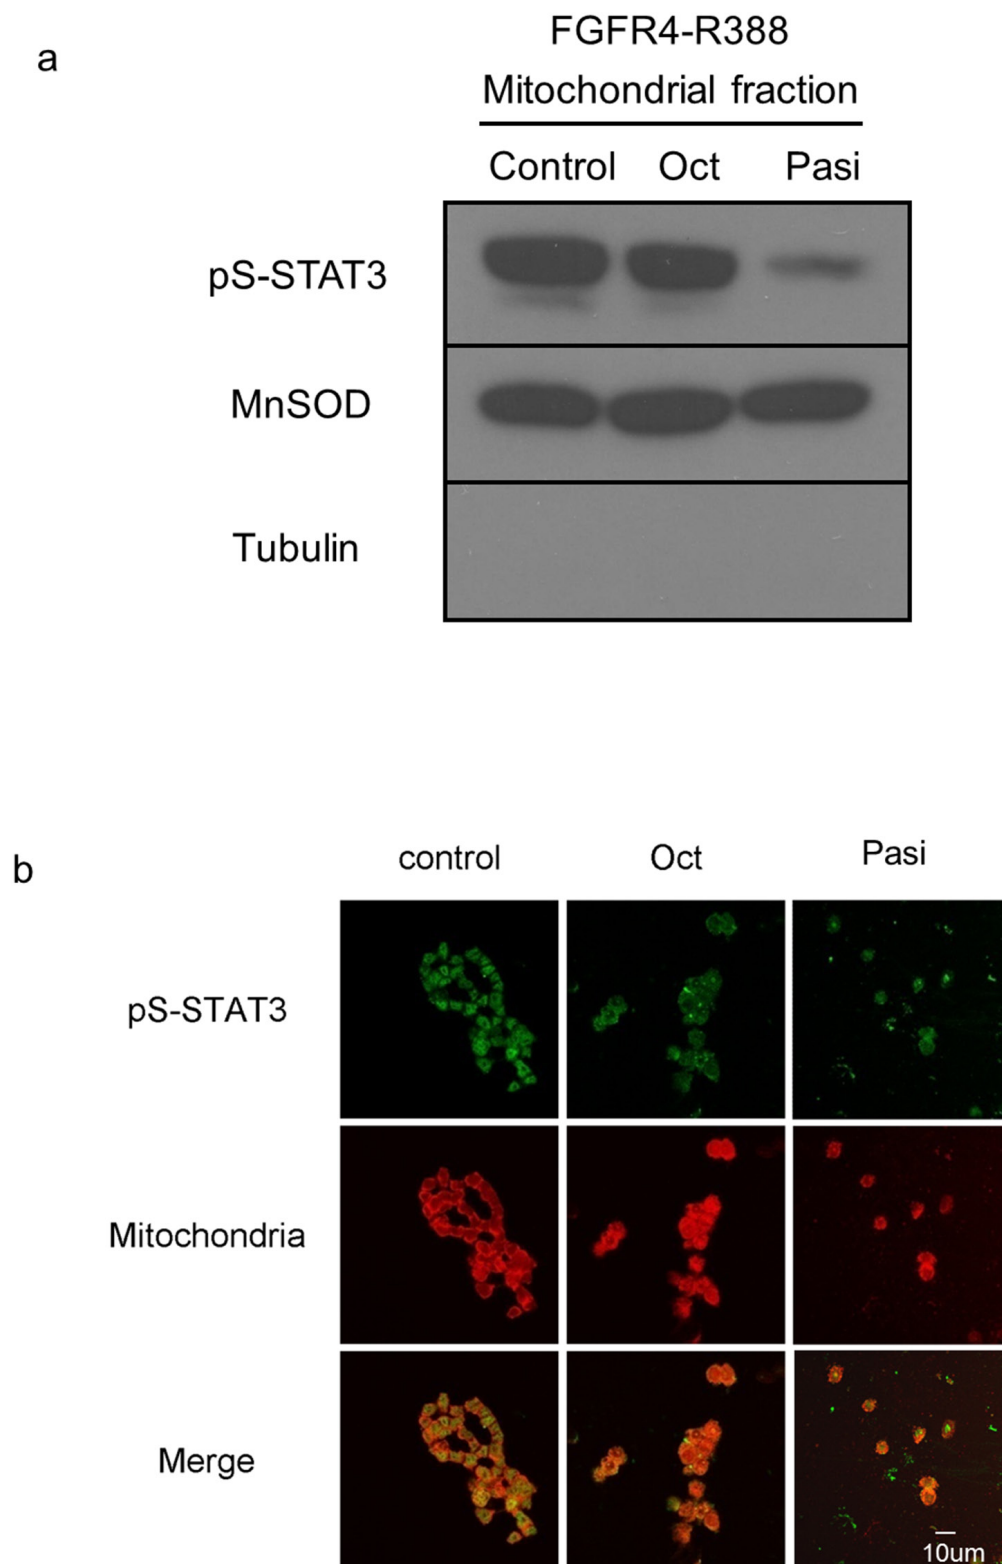 a
FGFR4-R388
Mitochondrial fraction
Control Oct Pasi
pS-STAT3
MnSOD
Tubulin
b
control Oct Pasi
pS-STAT3
Mitochondria
Merge
10um